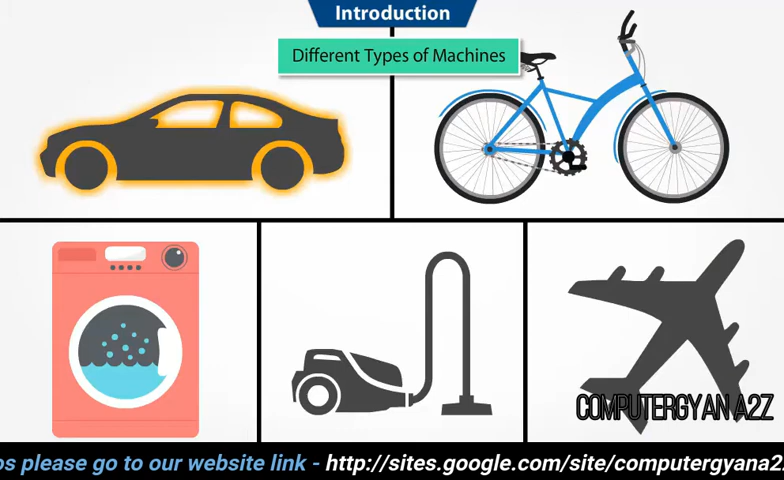 Introduction
Different Types of Machines
COMPUTERGYAN A2Z
please go to our website link - http://sites.google.com/site/computergyana2